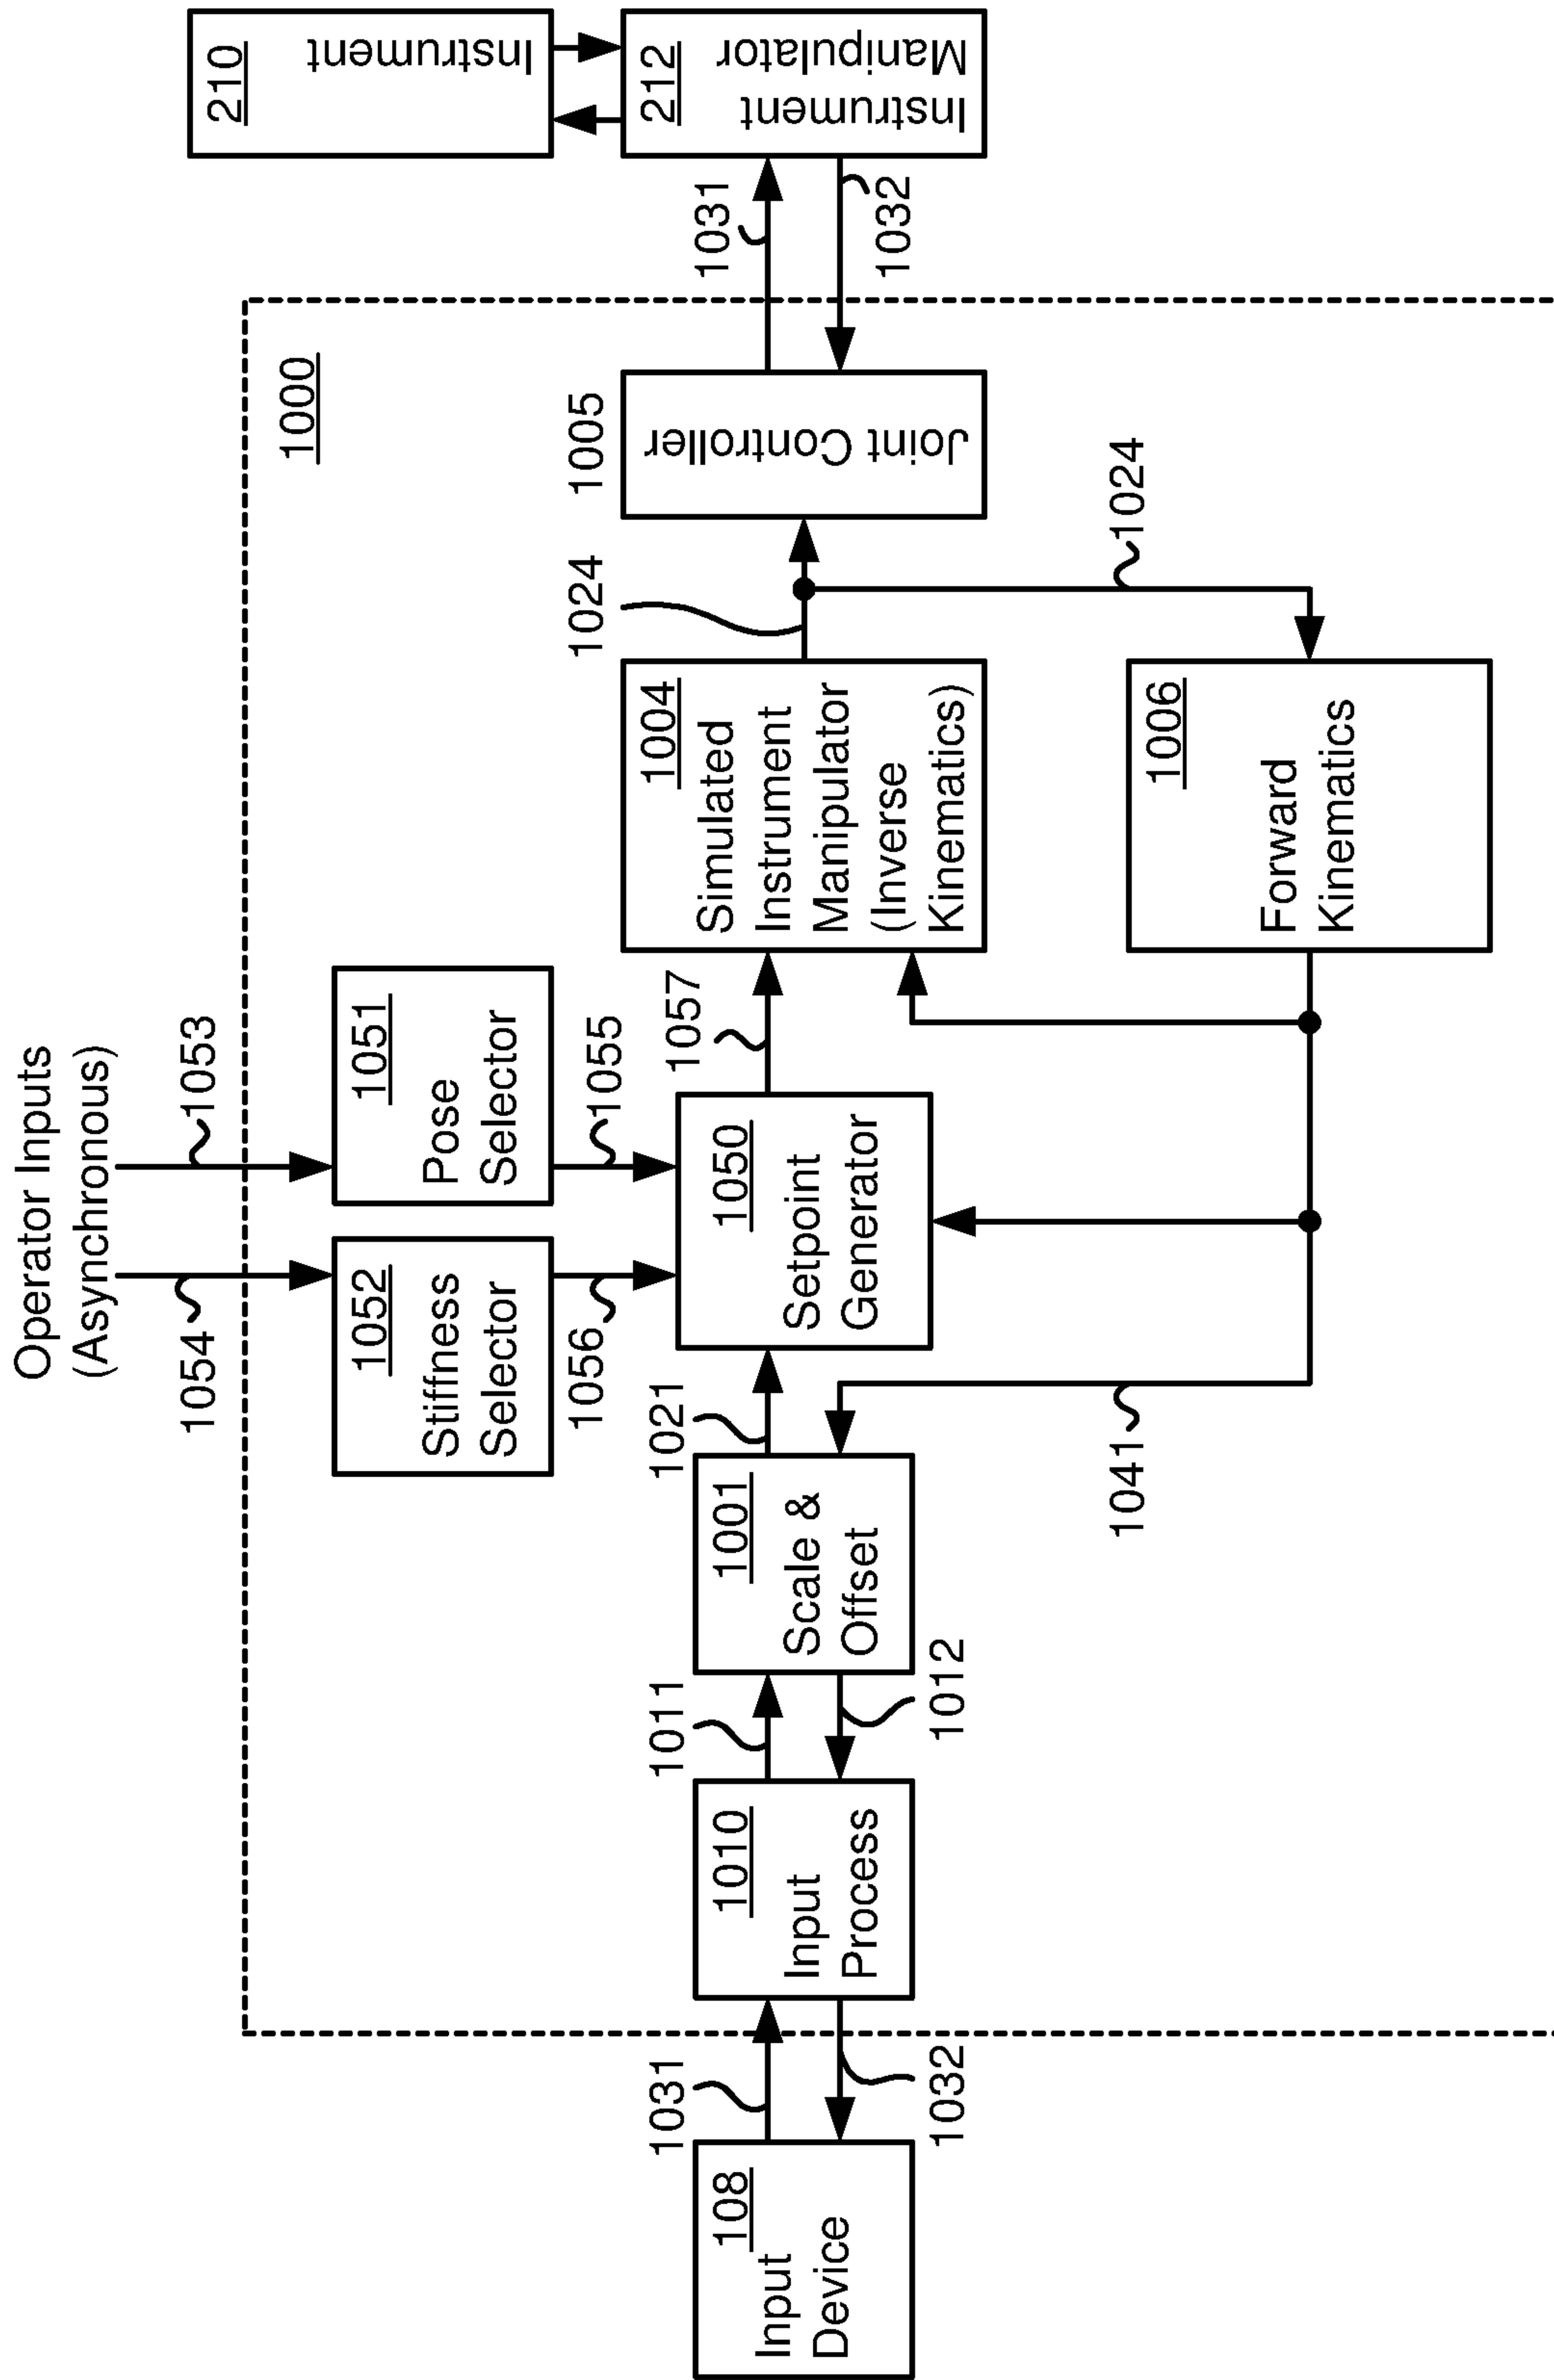 Operator Inputs
(Asynchronous)
1054
1053
1000
1052
Stiffness
Selector
1051
Pose
Selector
1056
1055
108
Input
Device
1031
1032
1010
Input
Process
1011
1012
1001
Scale &
Offset
1021
1050
Setpoint
Generator
1057
1004
Simulated
Instrument
Manipulator
(Inverse
Kinematics)
1024
1005
Joint Controller
1031
1032
210
Instrument
212
Instrument
Manipulator
1041
1006
Forward
Kinematics
1024